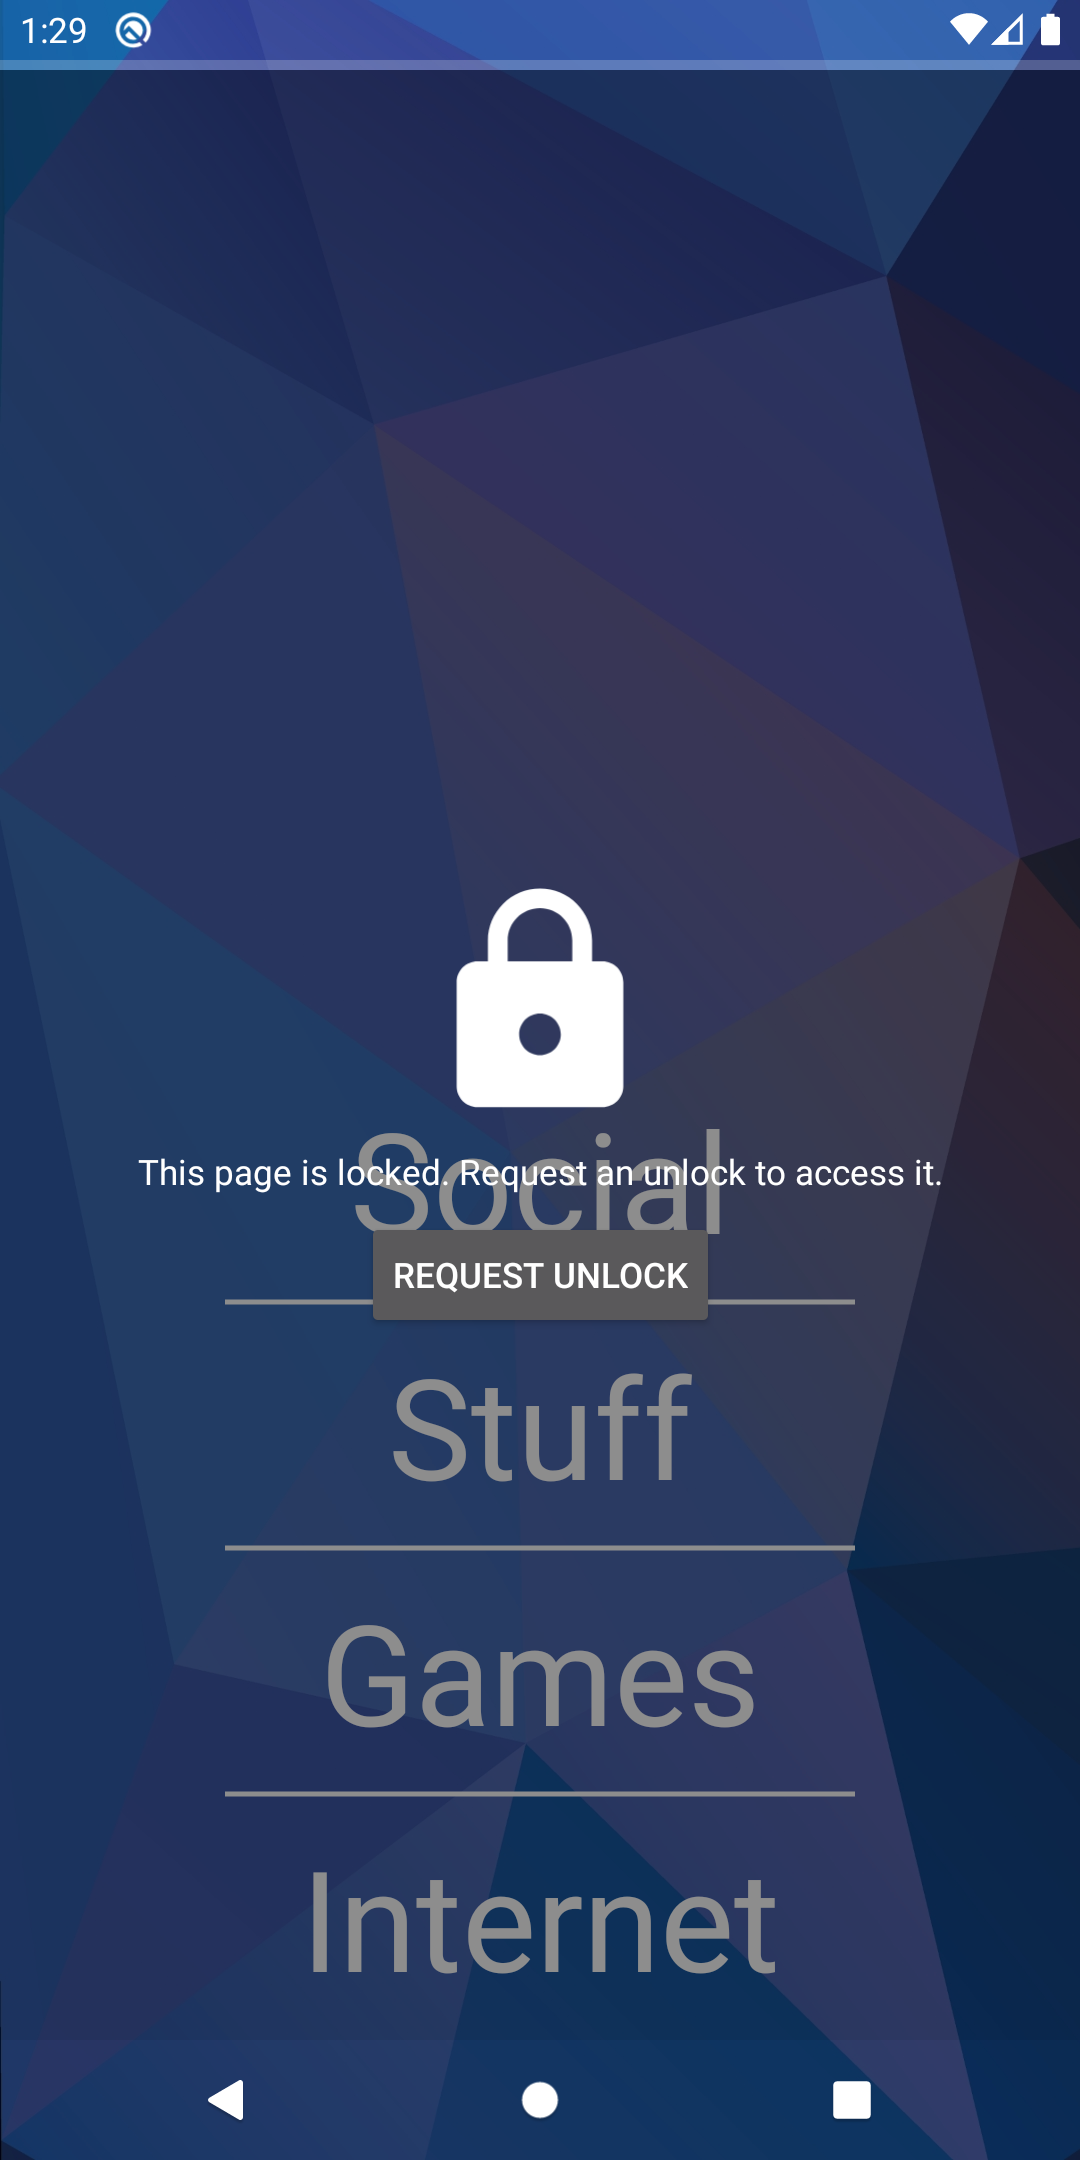 1:29
Social
This page is locked. Request an unlock to access it.
REQUEST UNLOCK
Stuff
Games
Internet